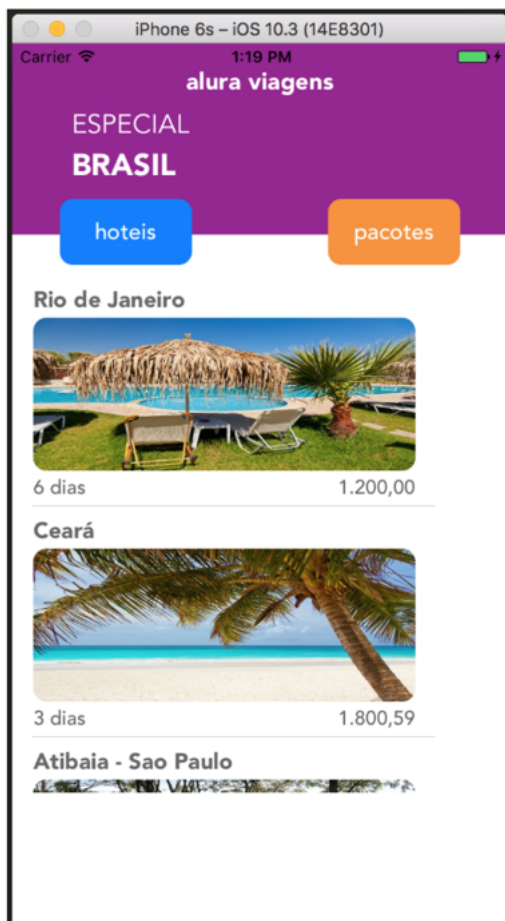 iPhone 6s – iOS 10.3 (14E8301)
Carrier 1:19 PM
alura viagens
ESPECIAL
BRASIL
hoteis pacotes
Rio de Janeiro
6 dias 1.200,00
Ceará
3 dias 1.800,59
Atibaia - Sao Paulo